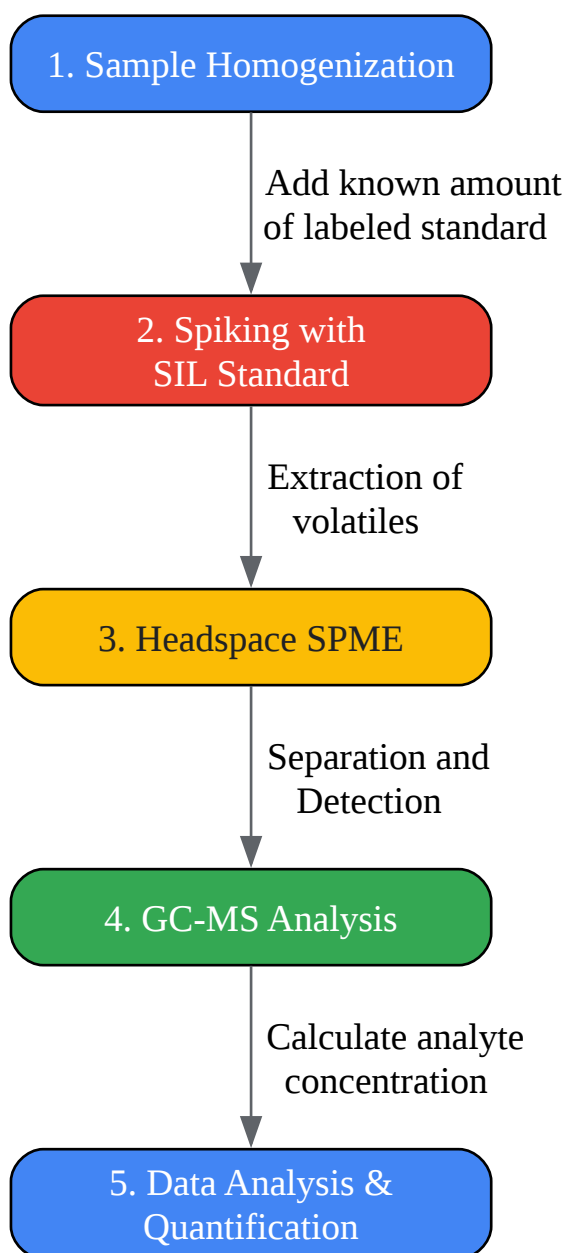 1. Sample Homogenization
Add known amount
of labeled standard
2. Spiking with
SIL Standard
Extraction of
volatiles
3. Headspace SPME
Separation and
Detection
4. GC-MS Analysis
Calculate analyte
concentration
5. Data Analysis &
Quantification